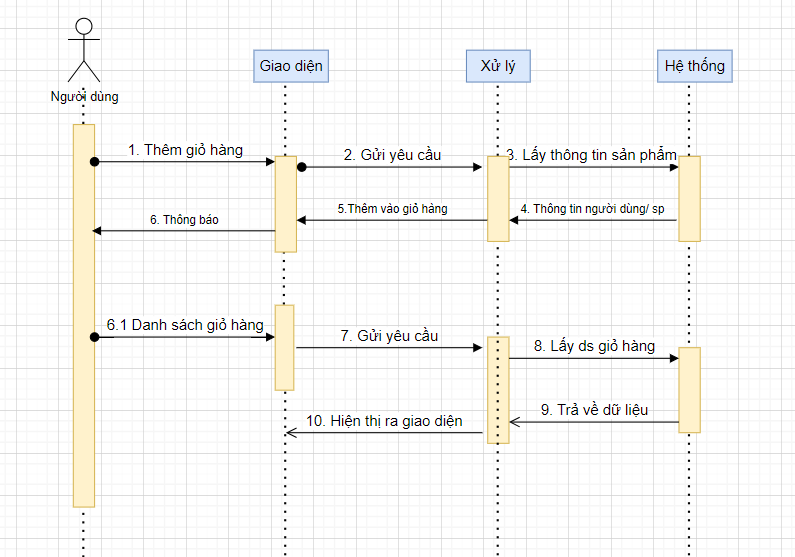 Giao diện
Xử lý
Hệ thống
Người dùng
1. Thêm giỏ hàng
2. Gửi yêu cầu
3. Lấy thông tin sản phẩm
5.Thêm vào giỏ hàng
4. Thông tin người dùng/ sp
6. Thông báo
6.1 Danh sách giỏ hàng
7. Gửi yêu cầu
8. Lấy ds giỏ hàng
9. Trả về dữ liệu
10. Hiện thị ra giao diện